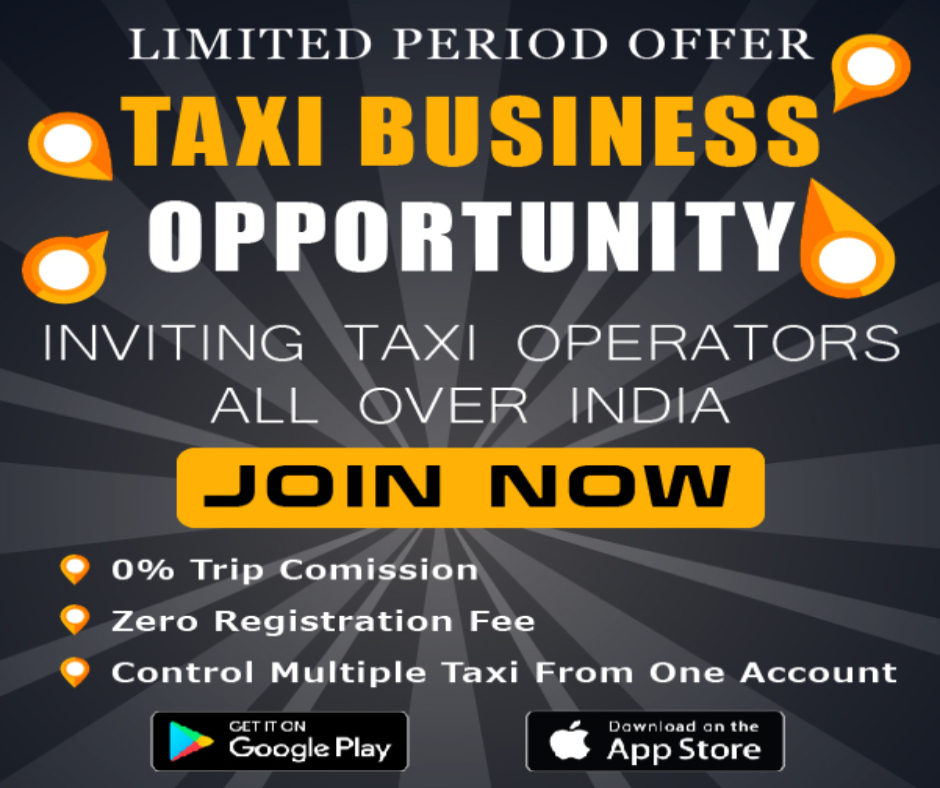 LIMITED PERIOD OFFER
TAXI BUSINESS
OPPORTUNITY
INVITING TAXI OPERATORS
ALL OVER INDIA
JOIN NOW
0% Trip Comission
Zero Registration Fee
Control Multiple Taxi From One Account
GET IT ON
Google Play
Download on the
App Store